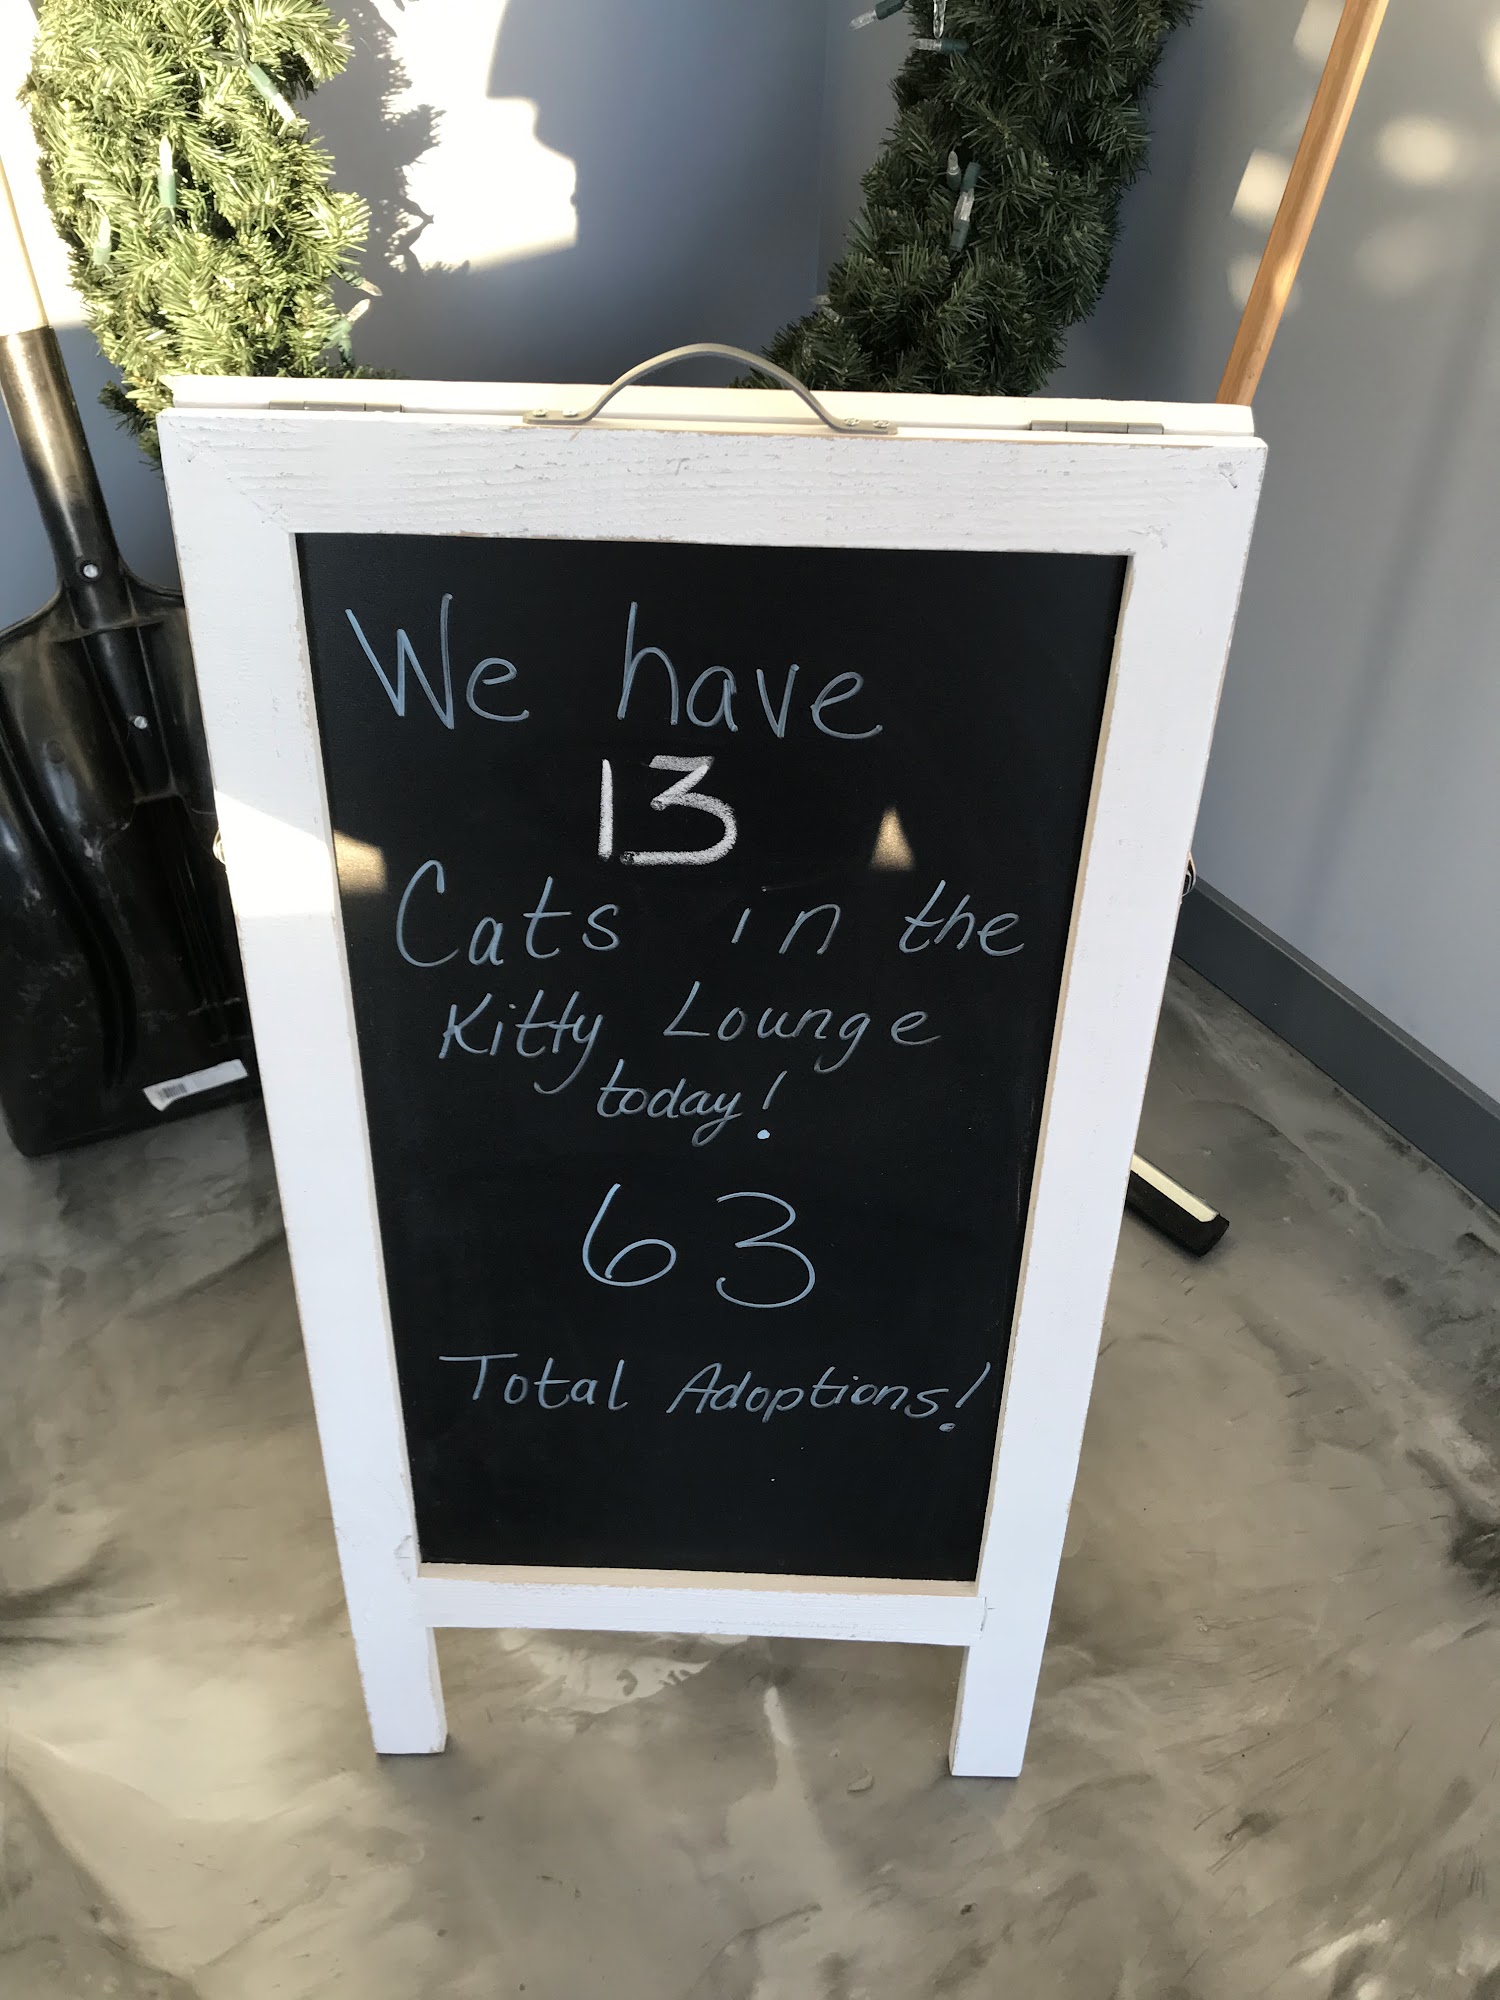 We have
13
Cats in the
Kitty Lounge
today!
63
Total Adoptions!